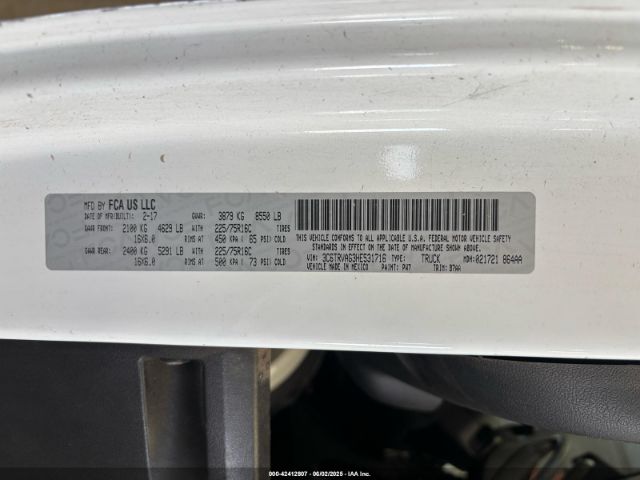 MFD BY FCA US LLC
DATE OF MFR(BUILT): 2-17 GVWR: 3879 KG 8550 LB
GAWR FRONT: 2100 KG 4629 LB WITH 225/75R16C TIRES
16X6.0 RIMS AT 450 KPA( 65 PSI) COLD
GAWR REAR: 2400 KG 5291 LB WITH 225/75R16C TIRES
16X6.0 RIMS AT 500 KPA( 73 PSI) COLD
THIS VEHICLE CONFORMS TO ALL APPLICABLE U.S.A. FEDERAL MOTOR VEHICLE SAFETY
STANDARDS IN EFFECT ON THE DATE OF MANUFACTURE SHOWN ABOVE.
VIN: 3C6TRVAG3HE531716 TYPE: TRUCK MDH:021721 864AA
VEHICLE MADE IN MEXICO PAINT: PW7 TRIM: B7AA
000-42412807 06/02/2025 IAA Inc.